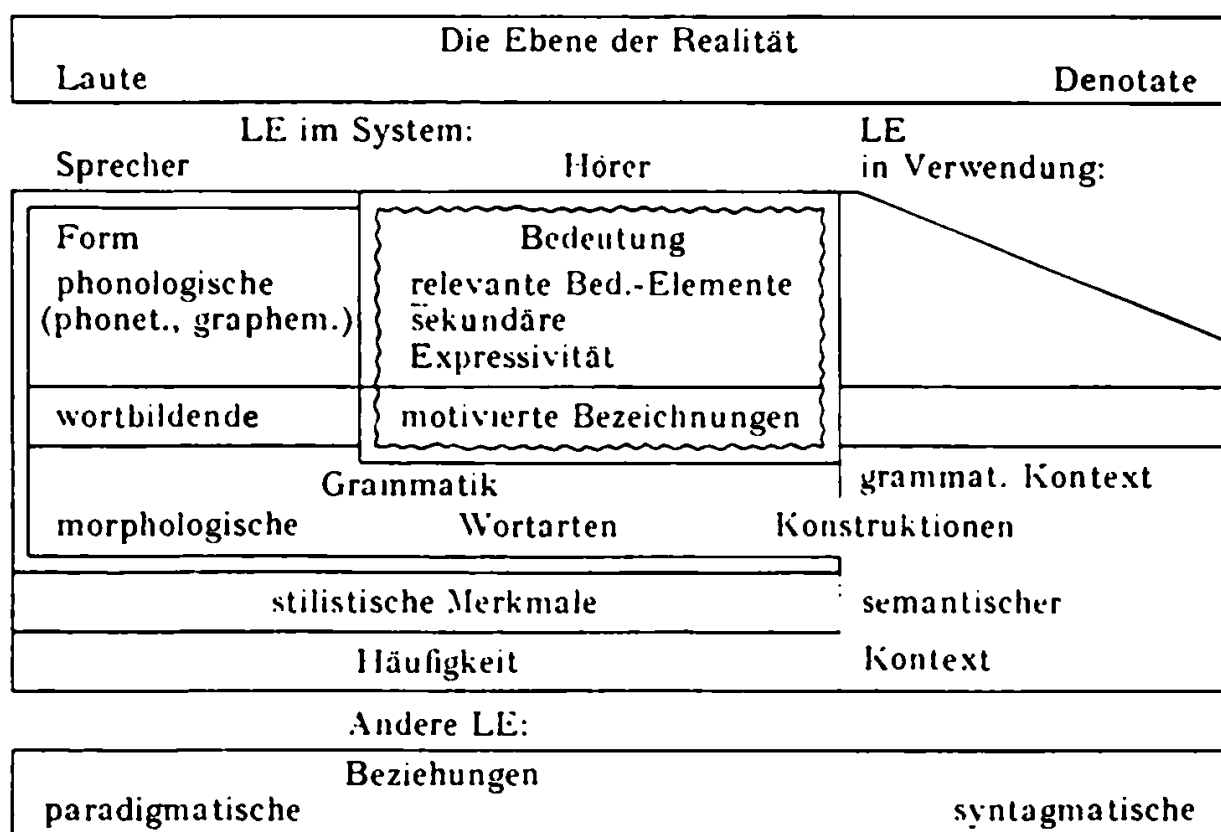 Die Ebene der Realität
Laute Denotate
LE im System: LE
Sprecher Hörer in Verwendung:
Form Bedeutung
phonologische relevante Bed.-Elemente
(phonet., graphem.) sekundäre
Expressivität
wortbildende motivierte Bezeichnungen
Grammatik grammat. Kontext
morphologische Wortarten Konstruktionen
stilistische Merkmale semantischer
Häufigkeit Kontext
Andere LE:
Beziehungen
paradigmatische syntagmatische